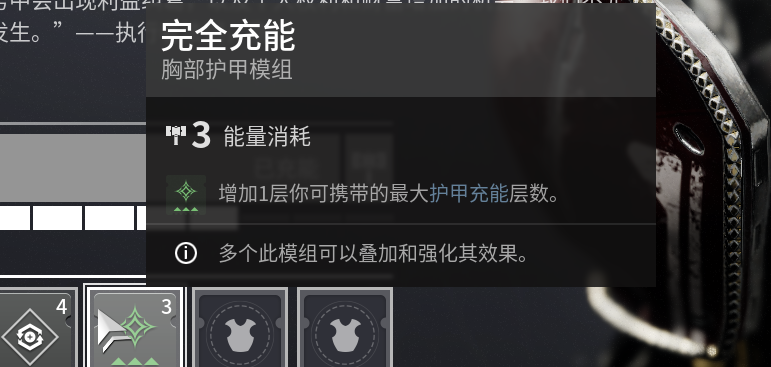 发生。”——执行
完全充能
胸部护甲模组
3 能量消耗
增加1层你可携带的最大护甲充能层数。
多个此模组可以叠加和强化其效果。
4
3